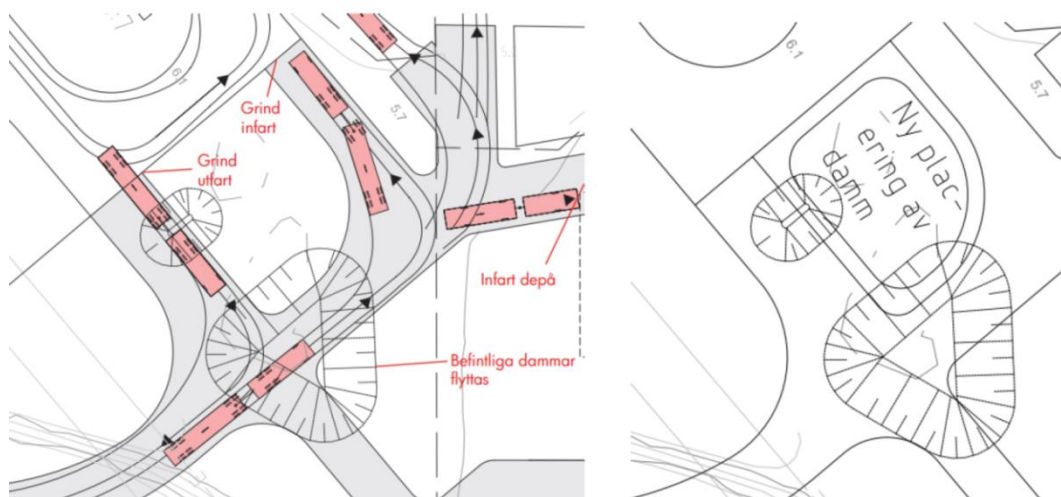 6.1
Grind
infart
Grind
utfart
5.7
Infart depå
Befintliga dammar
flyttas
6.1
5.7
Ny plac-
ering av
damm